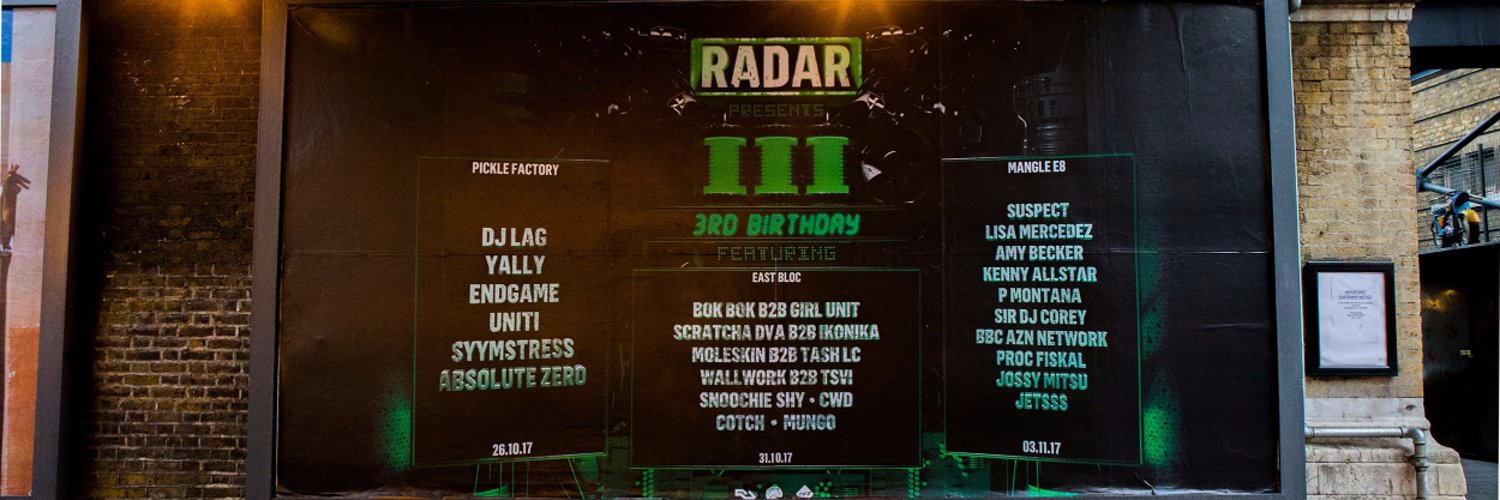 RADAR
PRESENTS
III
3RD BIRTHDAY
FEATURING
PICKLE FACTORY
DJ LAG
YALLY
ENDGAME
UNITI
SYYMSTRESS
ABSOLUTE ZERO
26.10.17
EAST BLOC
BOK BOK B2B GIRL UNIT
SCRATCHA DVA B2B IKONIKA
MOLESKIN B2B TASH LC
WALLWORK B2B TSVI
SNOOCHIE SHY • CWD
COTCH • MUNGO
31.10.17
MANGLE E8
SUSPECT
LISA MERCEDEZ
AMY BECKER
KENNY ALLSTAR
P MONTANA
SIR DJ COREY
BBC AZN NETWORK
PROC FISKAL
JOSSY MITSU
JETSSS
03.11.17
IMPORTANT
CUSTOMER NOTICE